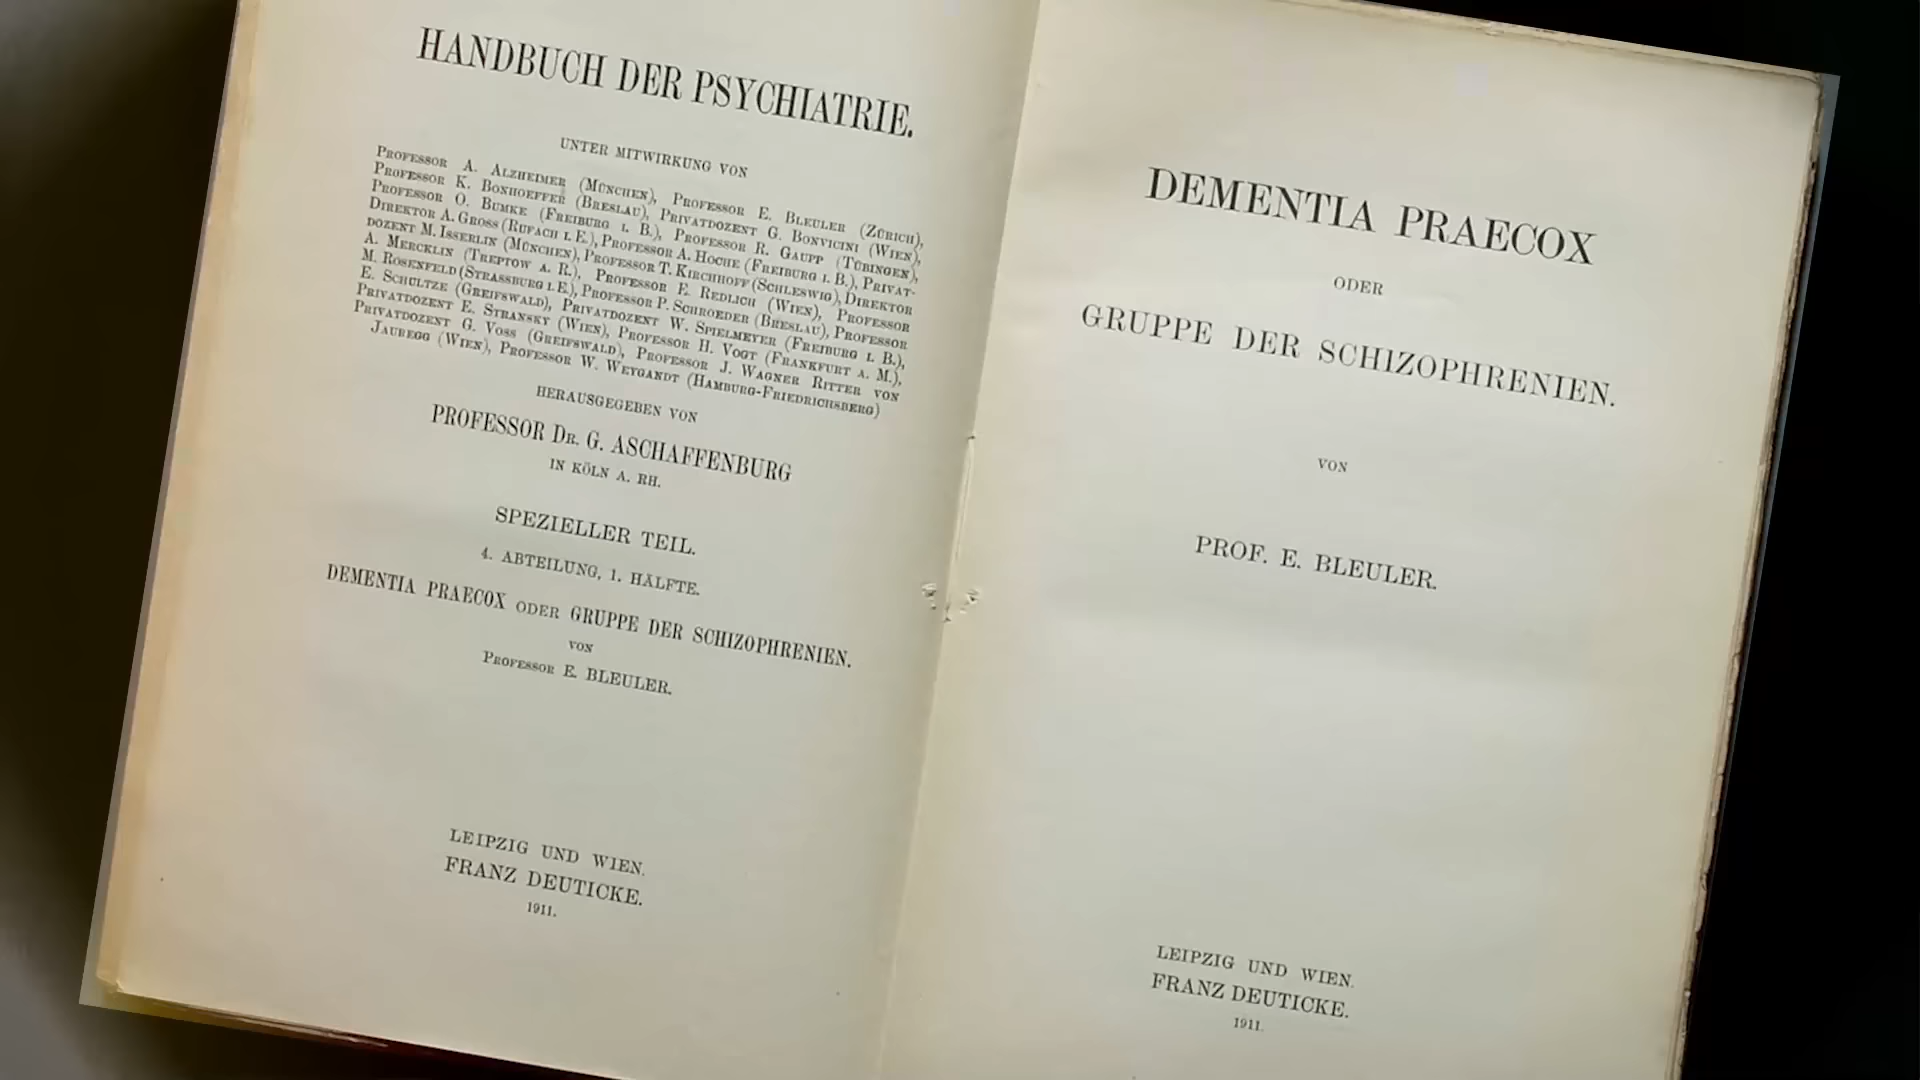 HANDBUCH DER PSYCHIATRIE.
UNTER MITWIRKUNG VON
PROFESSOR A. ALZHEIMER (MÜNCHEN), PROFESSOR E. BLEULER (ZÜRICH),
PROFESSOR K. BONHOEFFER (BRESLAU), PRIVATDOZENT G. BONVICINI (WIEN),
PROFESSOR O. BUMKE (FREIBURG I. B.), PROFESSOR R. GAUPP (TÜBINGEN),
DIREKTOR A. GROSS (RUFACH I. E.), PROFESSOR A. HOCHE (FREIBURG I. B.), PRIVAT-
DOZENT M. ISSERLIN (MÜNCHEN), PROFESSOR T. KIRCHHOFF (SCHLESWIG), DIREKTOR
A. MERCKLIN (TREPTOW A. R.), PROFESSOR E. REDLICH (WIEN), PROFESSOR
M. ROSENFELD (STRASSBURG I. E.), PROFESSOR P. SCHROEDER (BRESLAU), PROFESSOR
E. SCHULTZE (GREIFSWALD), PRIVATDOZENT W. SPIELMEYER (FREIBURG I. B.),
PRIVATDOZENT E. STRANSKY (WIEN), PROFESSOR H. VOGT (FRANKFURT A. M.),
PRIVATDOZENT G. VOSS (GREIFSWALD), PROFESSOR J. WAGNER RITTER VON
JAUREGG (WIEN), PROFESSOR W. WEYGANDT (HAMBURG-FRIEDRICHSBERG)
HERAUSGEGEBEN VON
PROFESSOR DR. G. ASCHAFFENBURG
IN KÖLN A. RH.
SPEZIELLER TEIL.
4. ABTEILUNG, 1. HÄLFTE.
DEMENTIA PRAECOX ODER GRUPPE DER SCHIZOPHRENIEN.
VON
PROFESSOR E. BLEULER.
LEIPZIG UND WIEN.
FRANZ DEUTICKE.
1911.
DEMENTIA PRAECOX
ODER
GRUPPE DER SCHIZOPHRENIEN.
VON
PROF. E. BLEULER.
LEIPZIG UND WIEN.
FRANZ DEUTICKE.
1911.